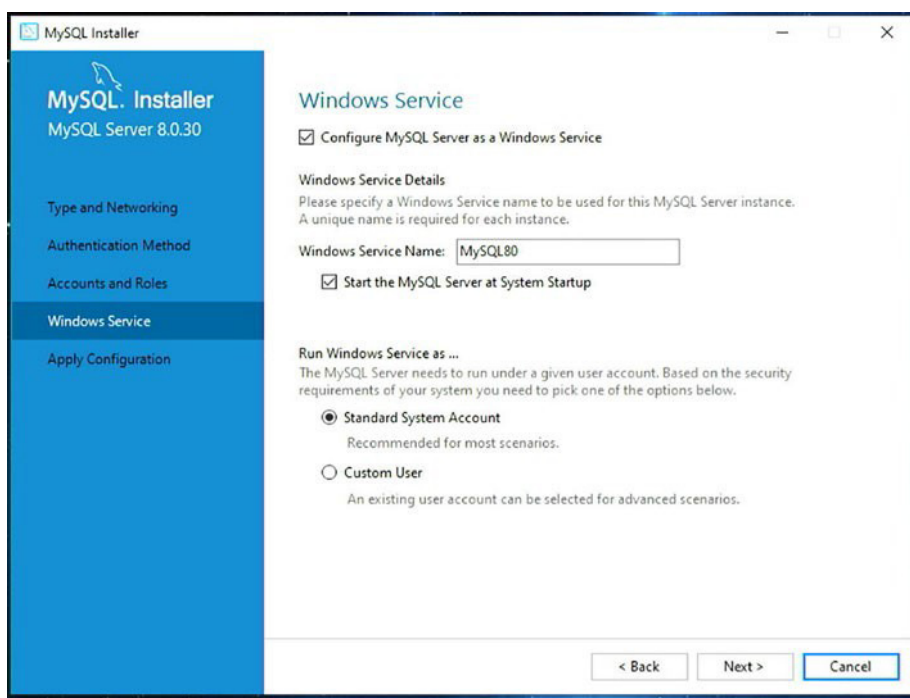 MySQL Installer
MySQL. Installer
MySQL Server 8.0.30
Type and Networking
Authentication Method
Accounts and Roles
Windows Service
Apply Configuration
Windows Service
Configure MySQL Server as a Windows Service
Windows Service Details
Please specify a Windows Service name to be used for this MySQL Server instance.
A unique name is required for each instance.
Windows Service Name: MySQL80
Start the MySQL Server at System Startup
Run Windows Service as ...
The MySQL Server needs to run under a given user account. Based on the security
requirements of your system you need to pick one of the options below.
Standard System Account
Recommended for most scenarios.
Custom User
An existing user account can be selected for advanced scenarios.
< Back Next > Cancel